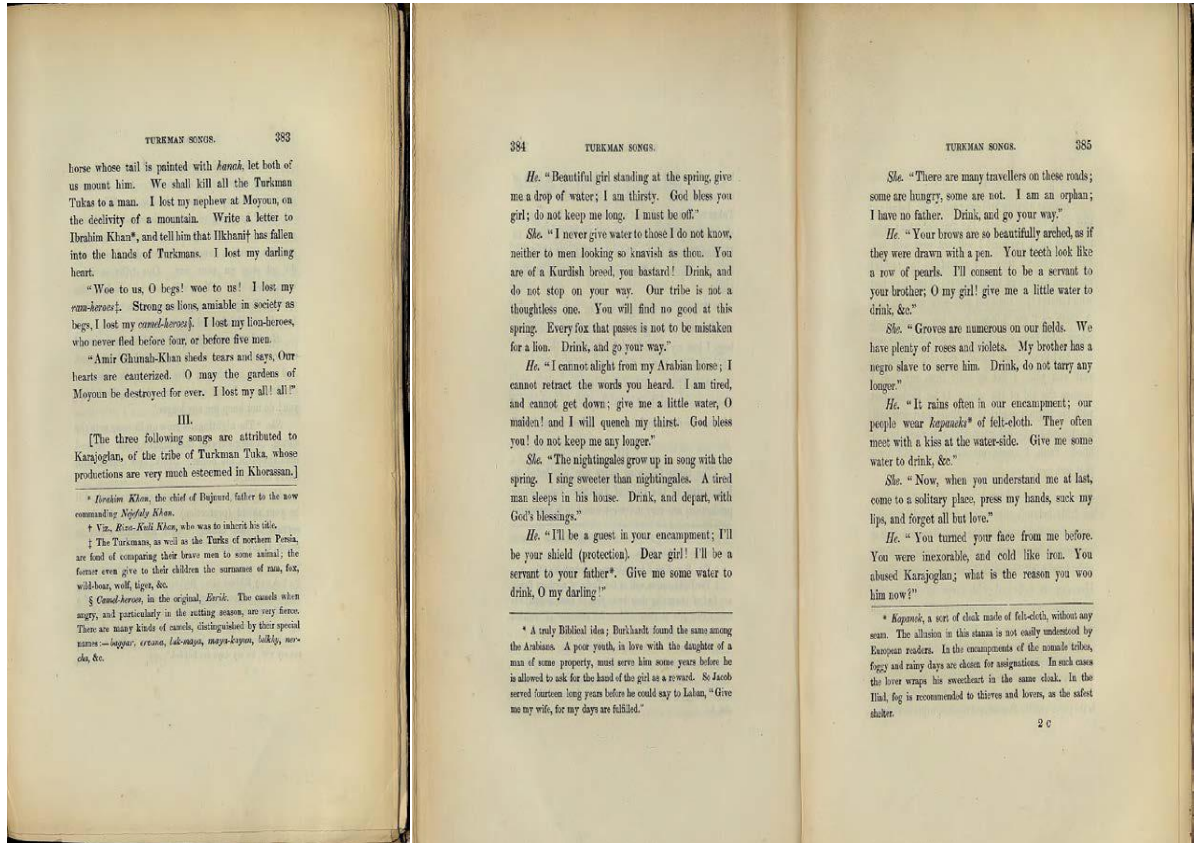 TURKMAN SONGS. 383
horse whose tail is painted with hanah, let both of
us mount him. We shall kill all the Turkman
Tukas to a man. I lost my nephew at Moyoun, on
the declivity of a mountain. Write a letter to
Ibrahim Khan*, and tell him that Ilkhani† has fallen
into the hands of Turkmans. I lost my darling
heart.
"Woe to us, O begs! woe to us! I lost my
ram-heroes‡. Strong as lions, amiable in society as
begs, I lost my camel-heroes§. I lost my lion-heroes,
who never fled before four, or before five men.
"Amir Ghunah-Khan sheds tears and says, Our
hearts are cauterized. O may the gardens of
Moyoun be destroyed for ever. I lost my all! all!"
III.
[The three following songs are attributed to
Karajoglan, of the tribe of Turkman Tuka, whose
productions are very much esteemed in Khorassan.]
* Ibrahim Khan, the chief of Bujnurd, father to the now
commanding Nejefaly Khan.
† Viz., Riza-Kuli Khan, who was to inherit his title.
‡ The Turkmans, as well as the Turks of northern Persia,
are fond of comparing their brave men to some animal; the
former even give to their children the surnames of ram, fox,
wild-boar, wolf, tiger, &c.
§ Camel-heroes, in the original, Esrik. The camels when
angry, and particularly in the rutting season, are very fierce.
There are many kinds of camels, distinguished by their special
names:—baggar, ervana, lak-maya, maya-kayan, balkhy, ner-
cha, &c.
384 TURKMAN SONGS.
He. "Beautiful girl standing at the spring, give
me a drop of water; I am thirsty. God bless you
girl; do not keep me long. I must be off."
She. "I never give water to those I do not know,
neither to men looking so knavish as thou. You
are of a Kurdish breed, you bastard! Drink, and
do not stop on your way. Our tribe is not a
thoughtless one. You will find no good at this
spring. Every fox that passes is not to be mistaken
for a lion. Drink, and go your way."
He. "I cannot alight from my Arabian horse; I
cannot retract the words you heard. I am tired,
and cannot get down; give me a little water, O
maiden! and I will quench my thirst. God bless
you! do not keep me any longer."
She. "The nightingales grow up in song with the
spring. I sing sweeter than nightingales. A tired
man sleeps in his house. Drink, and depart, with
God's blessings."
He. "I'll be a guest in your encampment; I'll
be your shield (protection). Dear girl! I'll be a
servant to your father*. Give me some water to
drink, O my darling!"
* A truly Biblical idea; Burkhardt found the same among
the Arabians. A poor youth, in love with the daughter of a
man of some property, must serve him some years before he
is allowed to ask for the hand of the girl as a reward. So Jacob
served fourteen long years before he could say to Laban, "Give
me my wife, for my days are fulfilled."
TURKMAN SONGS. 385
She. "There are many travellers on these roads;
some are hungry, some are not. I am an orphan;
I have no father. Drink, and go your way."
He. "Your brows are so beautifully arched, as if
they were drawn with a pen. Your teeth look like
a row of pearls. I'll consent to be a servant to
your brother; O my girl! give me a little water to
drink, &c."
She. "Groves are numerous on our fields. We
have plenty of roses and violets. My brother has a
negro slave to serve him. Drink, do not tarry any
longer."
He. "It rains often in our encampment; our
people wear kapaneks* of felt-cloth. They often
meet with a kiss at the water-side. Give me some
water to drink, &c."
She. "Now, when you understand me at last,
come to a solitary place, press my hands, suck my
lips, and forget all but love."
He. "You turned your face from me before.
You were inexorable, and cold like iron. You
abused Karajoglan; what is the reason you woo
him now?"
* Kapanek, a sort of cloak made of felt-cloth, without any
seam. The allusion in this stanza is not easily understood by
European readers. In the encampments of the nomade tribes,
foggy and rainy days are chosen for assignations. In such cases
the lover wraps his sweetheart in the same cloak. In the
Iliad, fog is recommended to thieves and lovers, as the safest
shelter.
2 C